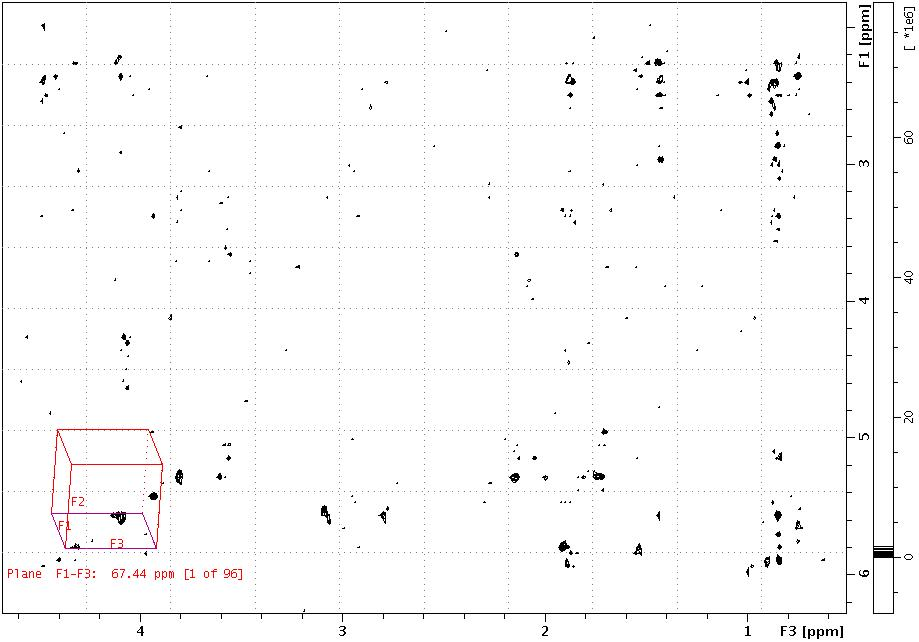 F1 [ppm]
[ *1e6]
3
4
5
6
60
40
20
0
F2
F1
F3
Plane F1-F3: 67.44 ppm [1 of 96]
4 3 2 1 F3 [ppm]